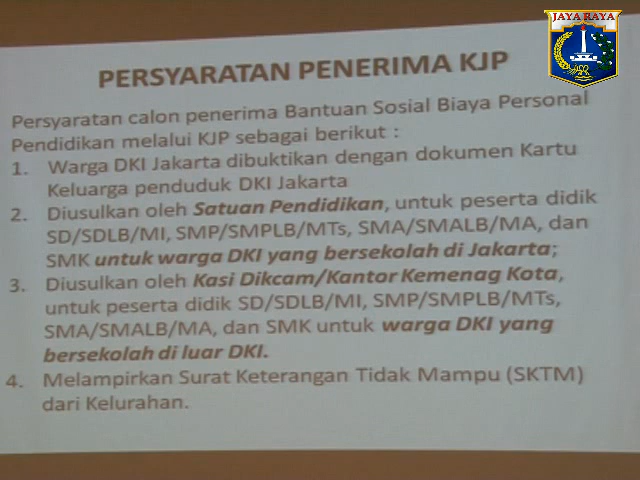 JAYA RAYA
PERSYARATAN PENERIMA KJP
Persyaratan calon penerima Bantuan Sosial Biaya Personal
Pendidikan melalui KJP sebagai berikut :
1. Warga DKI Jakarta dibuktikan dengan dokumen Kartu
Keluarga penduduk DKI Jakarta
2. Diusulkan oleh Satuan Pendidikan, untuk peserta didik
SD/SDLB/MI, SMP/SMPLB/MTs, SMA/SMALB/MA, dan
SMK untuk warga DKI yang bersekolah di Jakarta;
3. Diusulkan oleh Kasi Dikcam/Kantor Kemenag Kota,
untuk peserta didik SD/SDLB/MI, SMP/SMPLB/MTs,
SMA/SMALB/MA, dan SMK untuk warga DKI yang
bersekolah di luar DKI.
4. Melampirkan Surat Keterangan Tidak Mampu (SKTM)
dari Kelurahan.